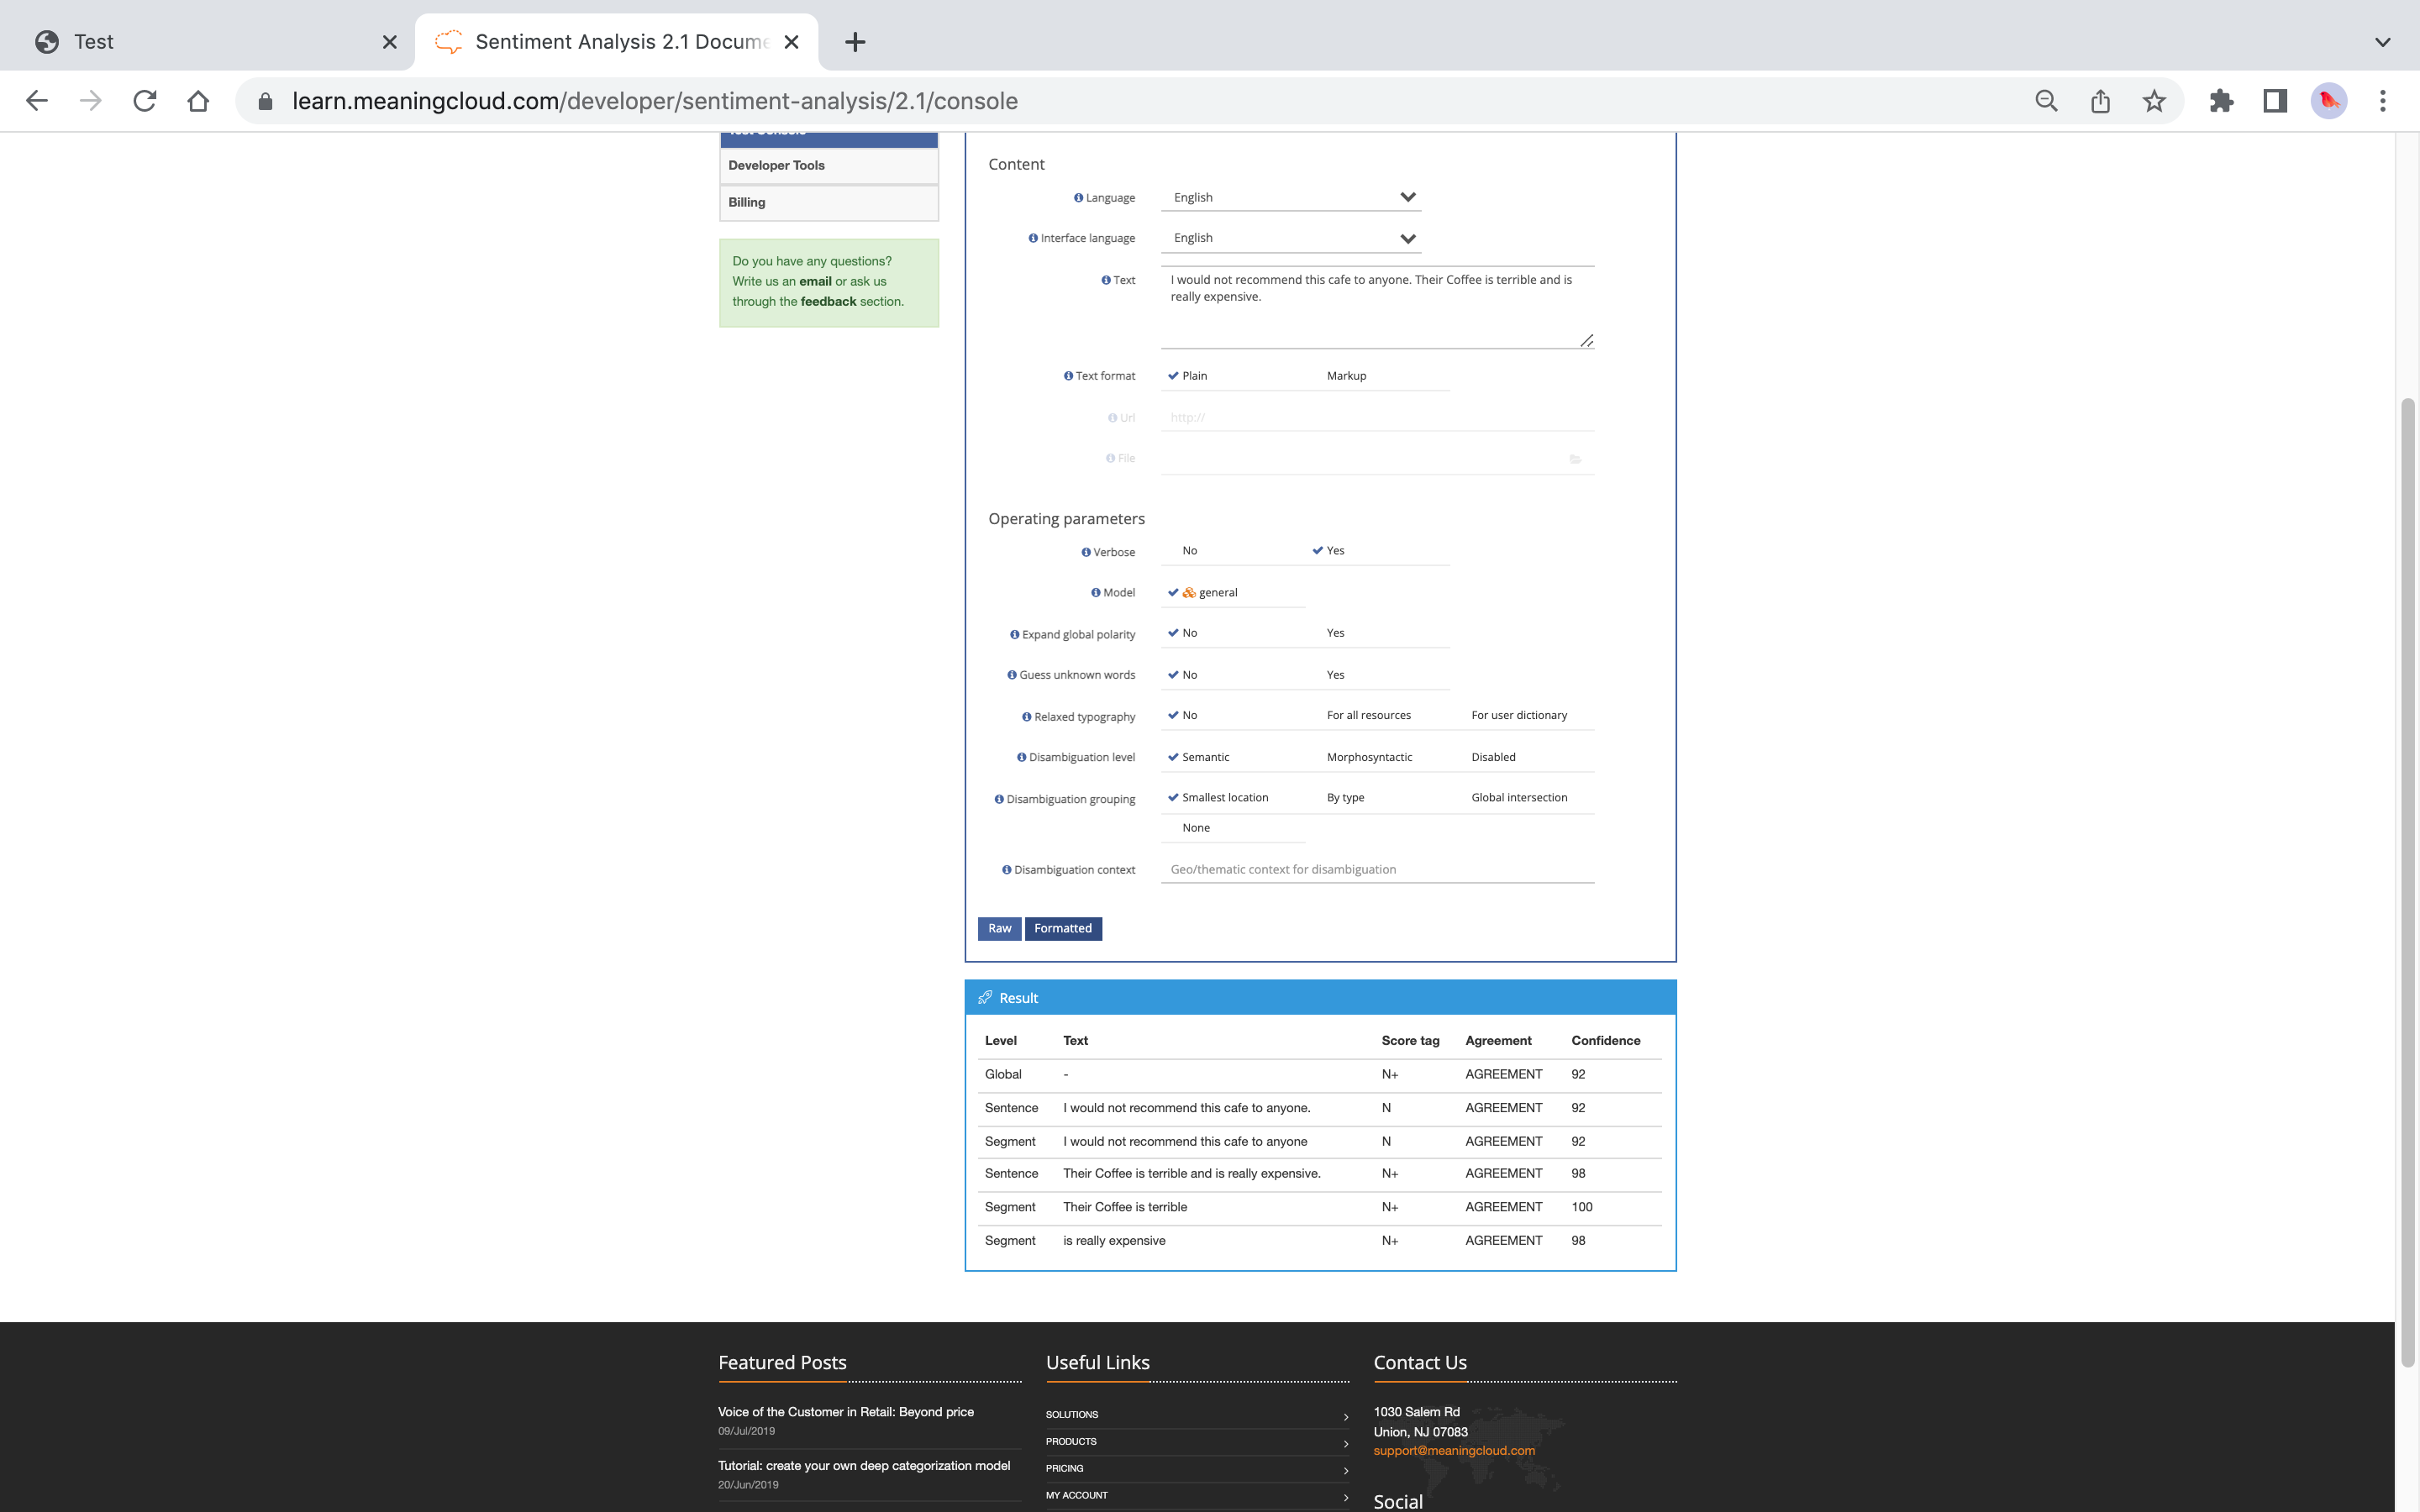 Test
Sentiment Analysis 2.1 Docume
learn.meaningcloud.com/developer/sentiment-analysis/2.1/console
Developer Tools
Billing
Do you have any questions?
Write us an email or ask us
through the feedback section.
Content
Language English
Interface language English
Text I would not recommend this cafe to anyone. Their Coffee is terrible and is
really expensive.
Text format Plain Markup
Url http://
File
Operating parameters
Verbose No Yes
Model general
Expand global polarity No Yes
Guess unknown words No Yes
Relaxed typography No For all resources For user dictionary
Disambiguation level Semantic Morphosyntactic Disabled
Disambiguation grouping Smallest location By type Global intersection
None
Disambiguation context Geo/thematic context for disambiguation
Raw Formatted
Result
Level Text Score tag Agreement Confidence
Global - N+ AGREEMENT 92
Sentence I would not recommend this cafe to anyone. N AGREEMENT 92
Segment I would not recommend this cafe to anyone N AGREEMENT 92
Sentence Their Coffee is terrible and is really expensive. N+ AGREEMENT 98
Segment Their Coffee is terrible N+ AGREEMENT 100
Segment is really expensive N+ AGREEMENT 98
Featured Posts
Voice of the Customer in Retail: Beyond price
09/Jul/2019
Tutorial: create your own deep categorization model
20/Jun/2019
Useful Links
SOLUTIONS
PRODUCTS
PRICING
MY ACCOUNT
Contact Us
1030 Salem Rd
Union, NJ 07083
support@meaningcloud.com
Social